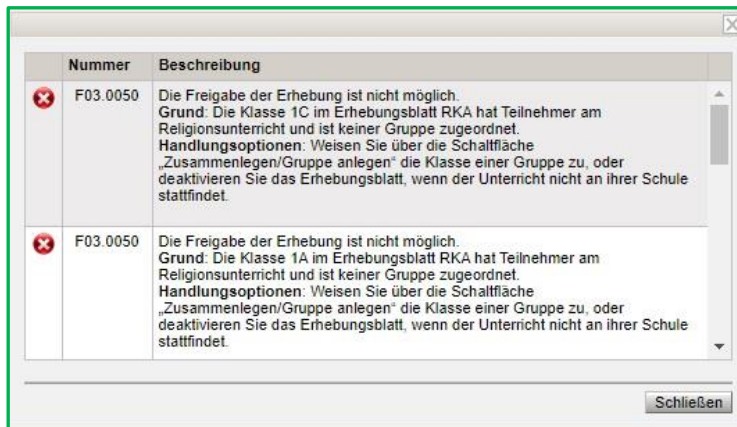 Nummer Beschreibung
F03.0050 Die Freigabe der Erhebung ist nicht möglich.
Grund: Die Klasse 1C im Erhebungsblatt RKA hat Teilnehmer am
Religionsunterricht und ist keiner Gruppe zugeordnet.
Handlungsoptionen: Weisen Sie über die Schaltfläche
„Zusammenlegen/Gruppe anlegen“ die Klasse einer Gruppe zu, oder
deaktivieren Sie das Erhebungsblatt, wenn der Unterricht nicht an ihrer Schule
stattfindet.
F03.0050 Die Freigabe der Erhebung ist nicht möglich.
Grund: Die Klasse 1A im Erhebungsblatt RKA hat Teilnehmer am
Religionsunterricht und ist keiner Gruppe zugeordnet.
Handlungsoptionen: Weisen Sie über die Schaltfläche
„Zusammenlegen/Gruppe anlegen“ die Klasse einer Gruppe zu, oder
deaktivieren Sie das Erhebungsblatt, wenn der Unterricht nicht an ihrer Schule
stattfindet.
Schließen